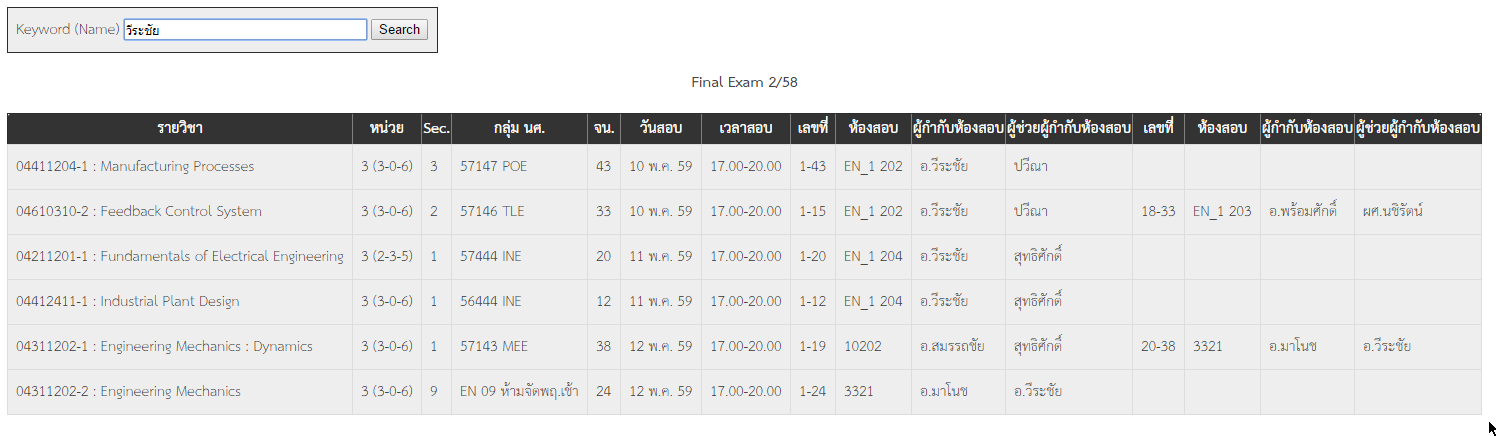 Keyword (Name) วีระชัย Search
Final Exam 2/58
รายวิชา หน่วย Sec. กลุ่ม นศ. จน. วันสอบ เวลาสอบ เลขที่ ห้องสอบ ผู้กำกับห้องสอบ ผู้ช่วยผู้กำกับห้องสอบ เลขที่ ห้องสอบ ผู้กำกับห้องสอบ ผู้ช่วยผู้กำกับห้องสอบ
04411204-1 : Manufacturing Processes 3 (3-0-6) 3 57147 POE 43 10 พ.ค. 59 17.00-20.00 1-43 EN_1 202 อ.วีระชัย ปวีณา
04610310-2 : Feedback Control System 3 (3-0-6) 2 57146 TLE 33 10 พ.ค. 59 17.00-20.00 1-15 EN_1 202 อ.วีระชัย ปวีณา 18-33 EN_1 203 อ.พร้อมศักดิ์ ผศ.นชิรัตน์
04211201-1 : Fundamentals of Electrical Engineering 3 (2-3-5) 1 57444 INE 20 11 พ.ค. 59 17.00-20.00 1-20 EN_1 204 อ.วีระชัย สุทธิศักดิ์
04412411-1 : Industrial Plant Design 3 (3-0-6) 1 56444 INE 12 11 พ.ค. 59 17.00-20.00 1-12 EN_1 204 อ.วีระชัย สุทธิศักดิ์
04311202-1 : Engineering Mechanics : Dynamics 3 (3-0-6) 1 57143 MEE 38 12 พ.ค. 59 17.00-20.00 1-19 10202 อ.สมรรถชัย สุทธิศักดิ์ 20-38 3321 อ.มาโนช อ.วีระชัย
04311202-2 : Engineering Mechanics 3 (3-0-6) 9 EN 09 ห้ามจัดพฤ.เช้า 24 12 พ.ค. 59 17.00-20.00 1-24 3321 อ.มาโนช อ.วีระชัย